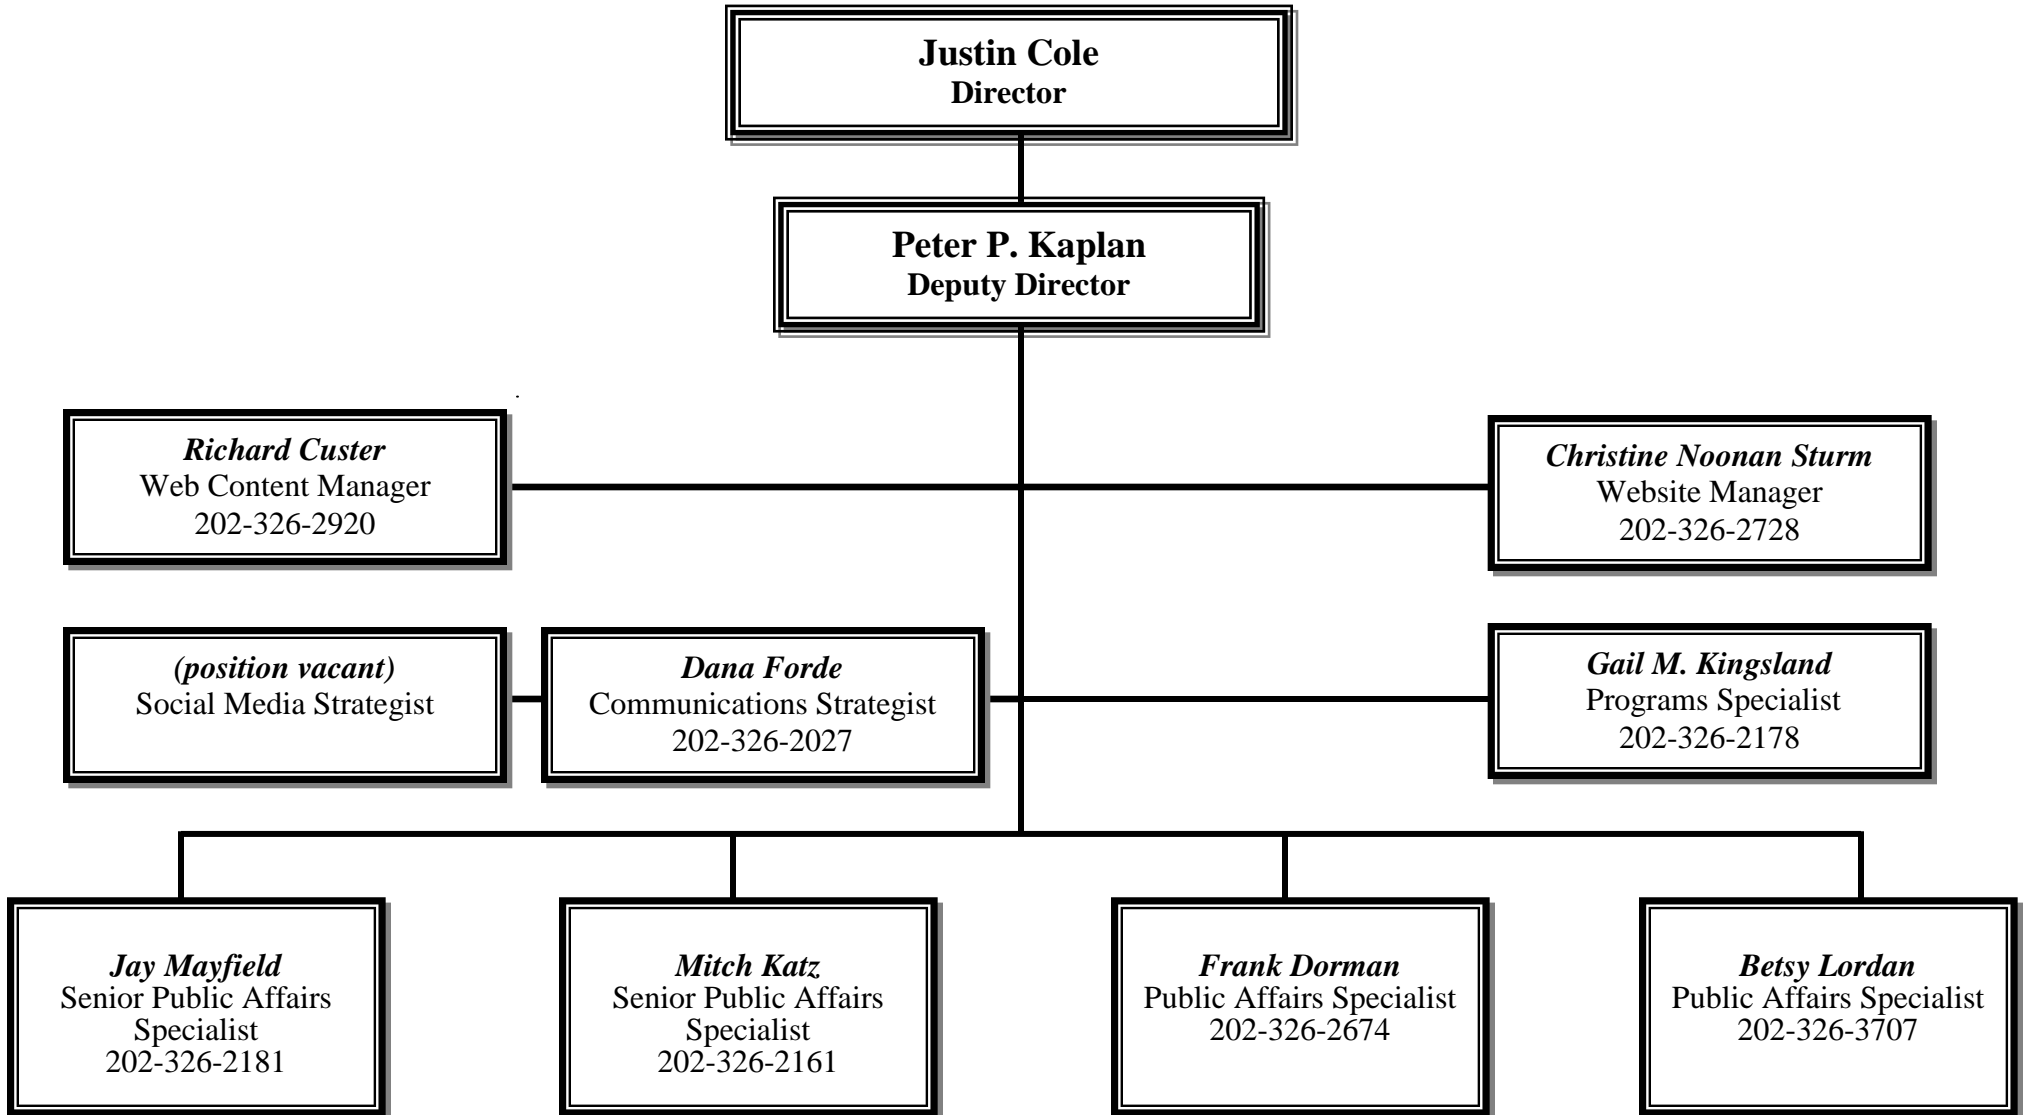 Justin Cole
Director
Peter P. Kaplan
Deputy Director
Richard Custer
Web Content Manager
202-326-2920
Christine Noonan Sturm
Website Manager
202-326-2728
(position vacant)
Social Media Strategist
Dana Forde
Communications Strategist
202-326-2027
Gail M. Kingsland
Programs Specialist
202-326-2178
Jay Mayfield
Senior Public Affairs
Specialist
202-326-2181
Mitch Katz
Senior Public Affairs
Specialist
202-326-2161
Frank Dorman
Public Affairs Specialist
202-326-2674
Betsy Lordan
Public Affairs Specialist
202-326-3707